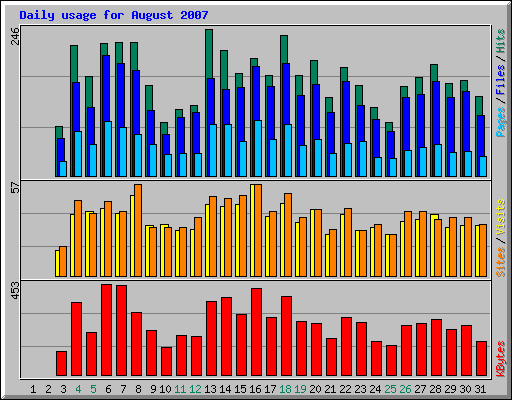 Daily usage for August 2007
246
Pages / Files / Hits
57
Sites / Visits
453
KBytes
1 2 3 4 5 6 7 8 9 10 11 12 13 14 15 16 17 18 19 20 21 22 23 24 25 26 27 28 29 30 31